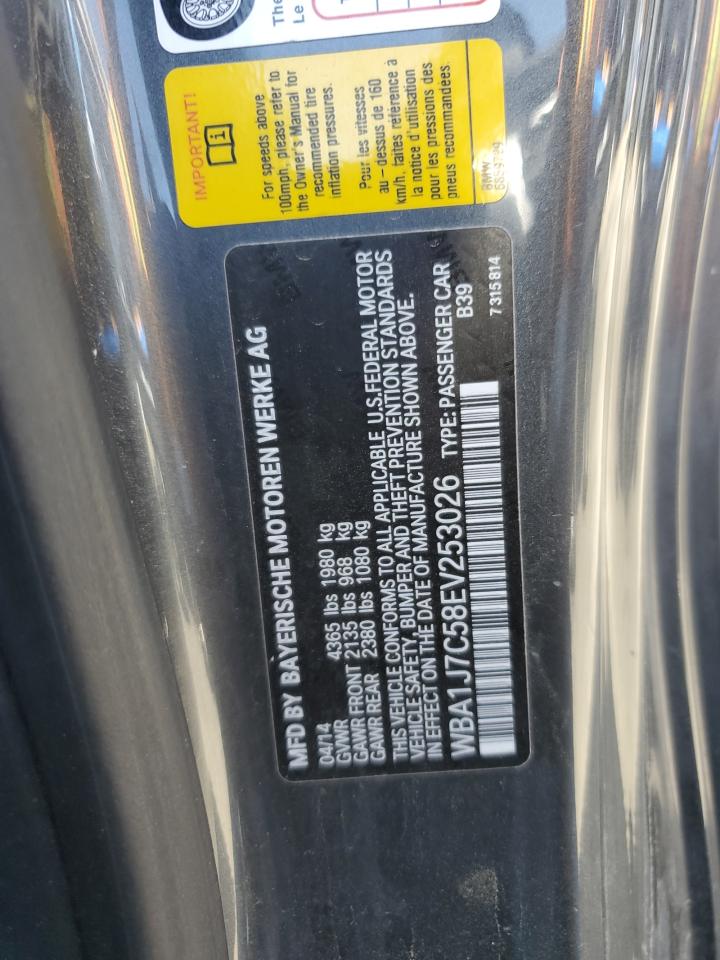 MFD BY BAYERISCHE MOTOREN WERKE AG
04/14
GVWR 4365 lbs 1980 kg
GAWR FRONT 2135 lbs 968 kg
GAWR REAR 2380 lbs 1080 kg
THIS VEHICLE CONFORMS TO ALL APPLICABLE U.S.FEDERAL MOTOR
VEHICLE SAFETY, BUMPER AND THEFT PREVENTION STANDARDS
IN EFFECT ON THE DATE OF MANUFACTURE SHOWN ABOVE.
WBA1J7C58EV253026 TYPE: PASSENGER CAR
B39
7 315 814
IMPORTANT!
For speeds above
100mph, please refer to
the Owner's Manual for
recommended tire
inflation pressures.
Pour les vitesses
au-dessus de 160
km/h, faites référence à
la notice d'utilisation
pour les pressions des
pneus recommandées.
BMW
The
Le